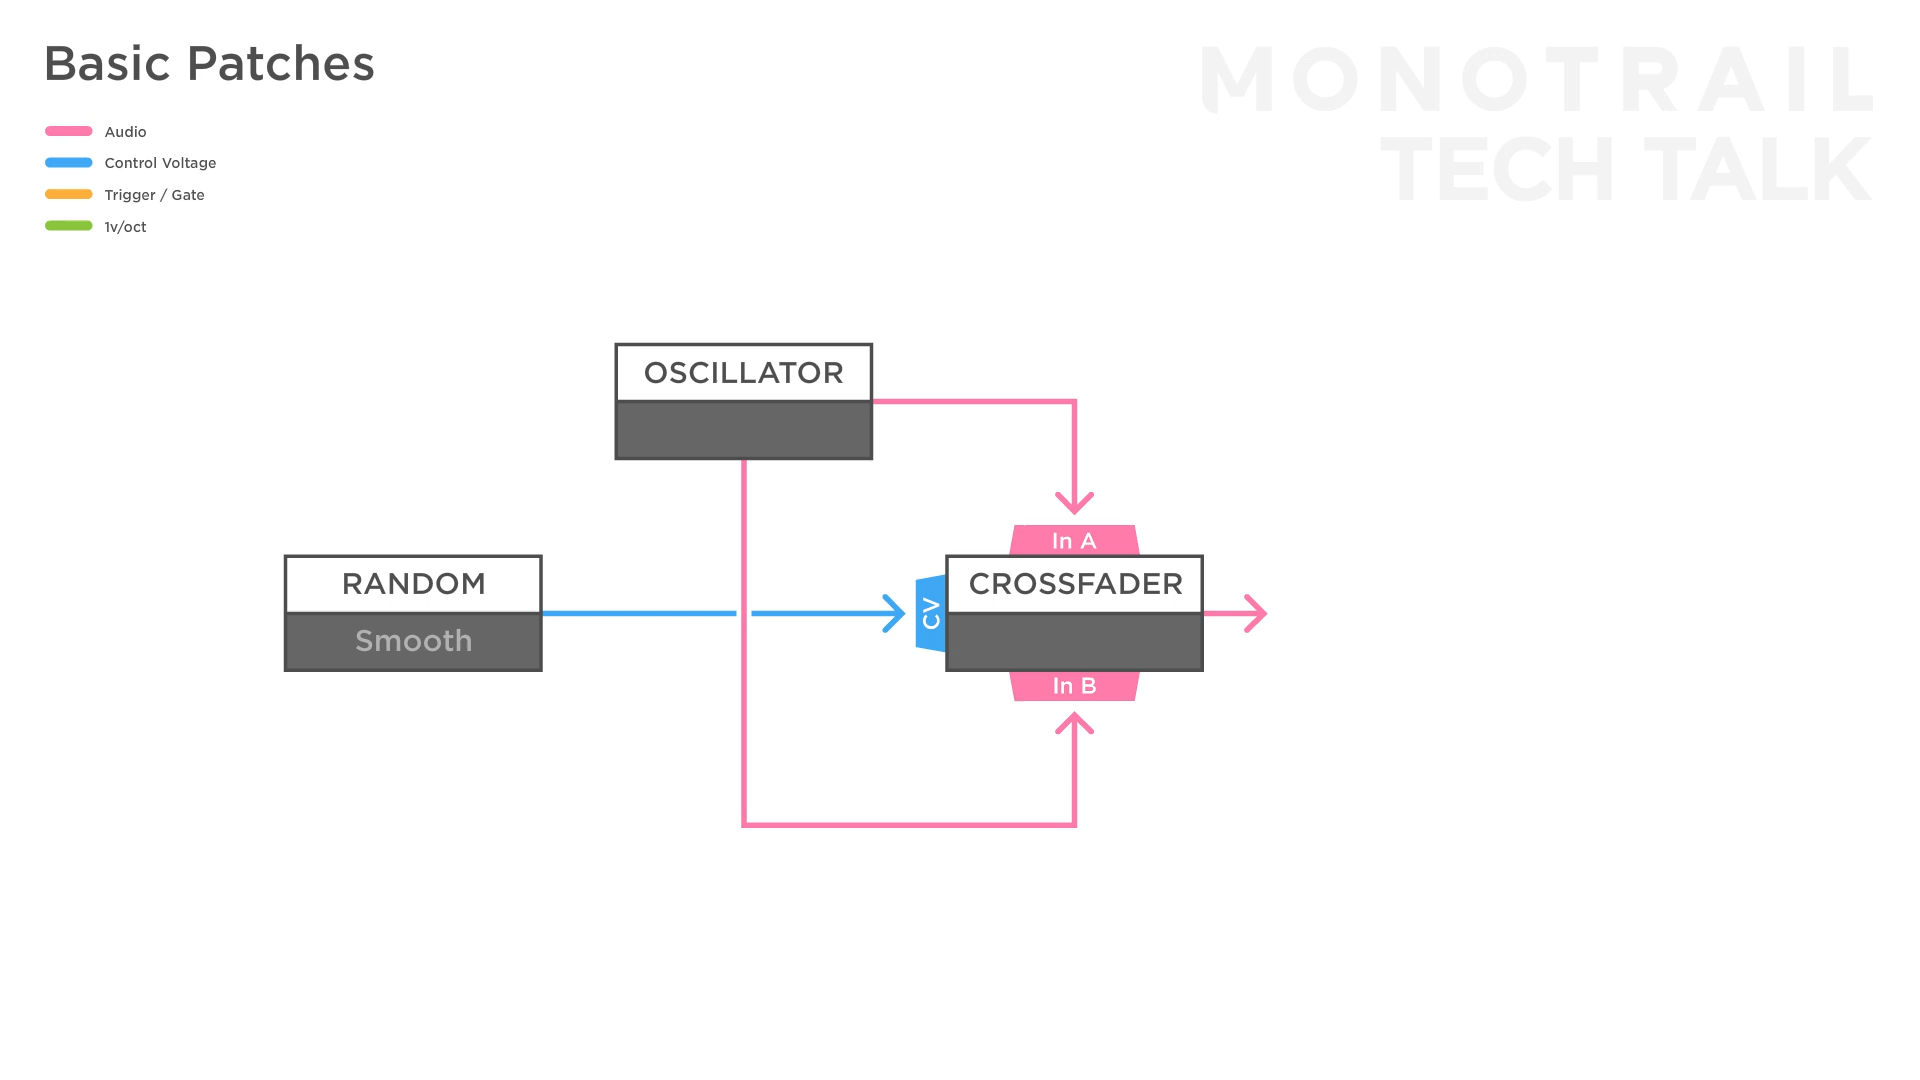 Basic Patches
MONOTRAIL
TECH TALK
Audio
Control Voltage
Trigger / Gate
1v/oct
OSCILLATOR
In A
RANDOM
Smooth
CV
CROSSFADER
In B